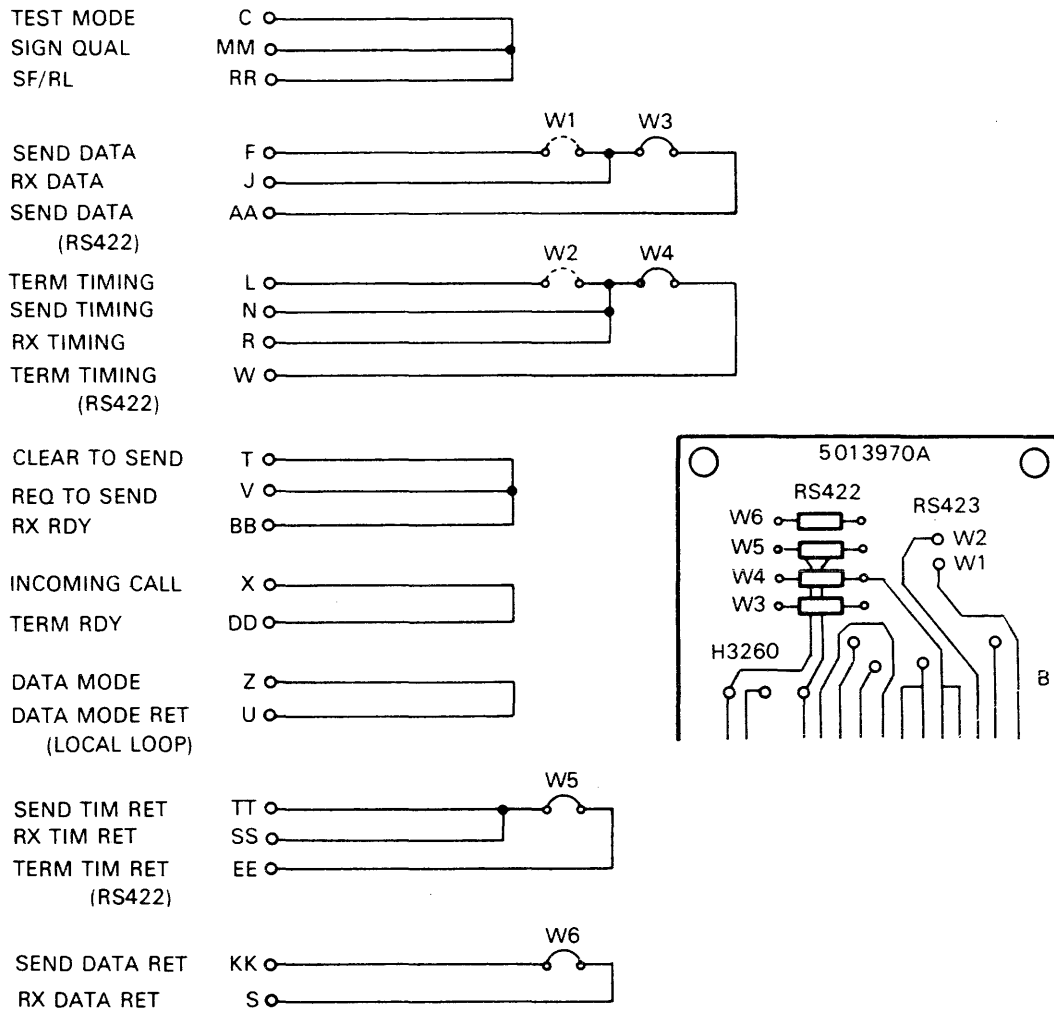 TEST MODE C
SIGN QUAL MM
SF/RL RR
W1 W3
SEND DATA F
RX DATA J
SEND DATA AA
(RS422)
W2 W4
TERM TIMING L
SEND TIMING N
RX TIMING R
TERM TIMING W
(RS422)
CLEAR TO SEND T
REQ TO SEND V
RX RDY BB
INCOMING CALL X
TERM RDY DD
DATA MODE Z
DATA MODE RET U
(LOCAL LOOP)
W5
SEND TIM RET TT
RX TIM RET SS
TERM TIM RET EE
(RS422)
W6
SEND DATA RET KK
RX DATA RET S
5013970A
RS422 RS423
W6
W5 W2
W4 W1
W3
H3260
B